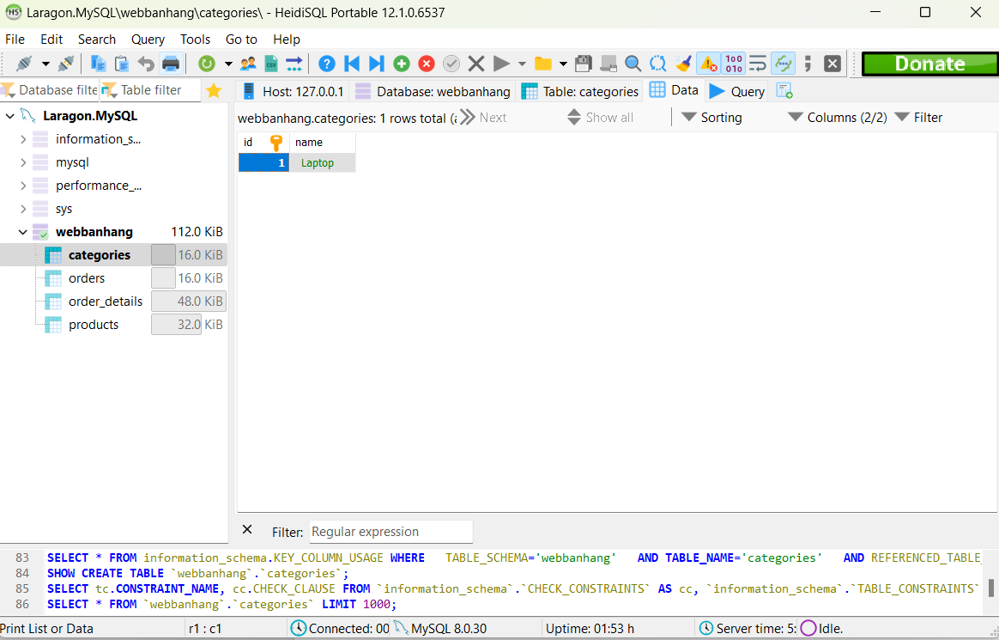 Laragon.MySQL\webbanhang\categories\ - HeidiSQL Portable 12.1.0.6537
File Edit Search Query Tools Go to Help
Donate
Database filte Table filter
Host: 127.0.0.1 Database: webbanhang Table: categories Data Query
webbanhang.categories: 1 rows total (a Next Show all Sorting Columns (2/2) Filter
Laragon.MySQL
information_s...
mysql
performance_...
sys
webbanhang 112.0 KiB
categories 16.0 KiB
orders 16.0 KiB
order_details 48.0 KiB
products 32.0 KiB
id name
1 Laptop
Filter: Regular expression
83 SELECT * FROM information_schema.KEY_COLUMN_USAGE WHERE TABLE_SCHEMA='webbanhang' AND TABLE_NAME='categories' AND REFERENCED_TABLE_
84 SHOW CREATE TABLE `webbanhang`.`categories`;
85 SELECT tc.CONSTRAINT_NAME, cc.CHECK_CLAUSE FROM `information_schema`.`CHECK_CONSTRAINTS` AS cc, `information_schema`.`TABLE_CONSTRAINTS`
86 SELECT * FROM `webbanhang`.`categories` LIMIT 1000;
Print List or Data r1 : c1 Connected: 00 MySQL 8.0.30 Uptime: 01:53 h Server time: 5: Idle.